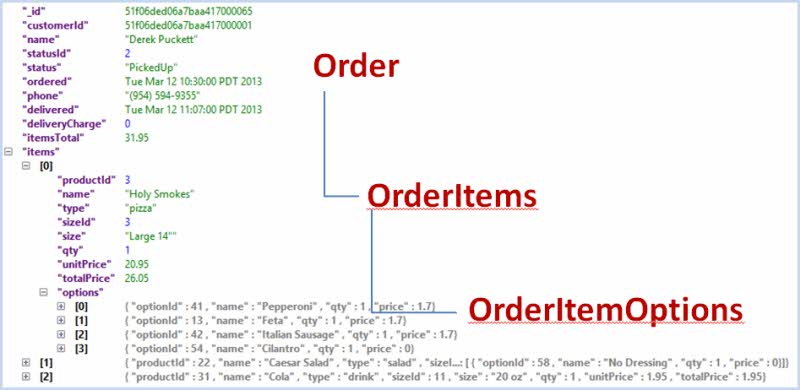 "_id" 51f06ded06a7baa417000065
"customerId" 51f06ded06a7baa417000001
"name" "Derek Puckett"
"statusId" 2
"status" "PickedUp"
"ordered" Tue Mar 12 10:30:00 PDT 2013
"phone" "(954) 594-9355"
"delivered" Tue Mar 12 11:07:00 PDT 2013
"deliveryCharge" 0
"itemsTotal" 31.95
"items"
[0]
"productId" 3
"name" "Holy Smokes"
"type" "pizza"
"sizeId" 3
"size" "Large 14""
"qty" 1
"unitPrice" 20.95
"totalPrice" 26.05
"options"
[0] { "optionId" : 41 , "name" : "Pepperoni" , "qty" : 1 , "price" : 1.7}
[1] { "optionId" : 13 , "name" : "Feta" , "qty" : 1 , "price" : 1.7}
[2] { "optionId" : 42 , "name" : "Italian Sausage" , "qty" : 1 , "price" : 1.7}
[3] { "optionId" : 54 , "name" : "Cilantro" , "qty" : 1 , "price" : 0}
[1] { "productId" : 22 , "name" : "Caesar Salad" , "type" : "salad" , "sizeI...: [ { "optionId" : 58 , "name" : "No Dressing" , "qty" : 1 , "price" : 0}]}
[2] { "productId" : 31 , "name" : "Cola" , "type" : "drink" , "sizeId" : 11 , "size" : "20 oz" , "qty" : 1 , "unitPrice" : 1.95 , "totalPrice" : 1.95}
Order
OrderItems
OrderItemOptions